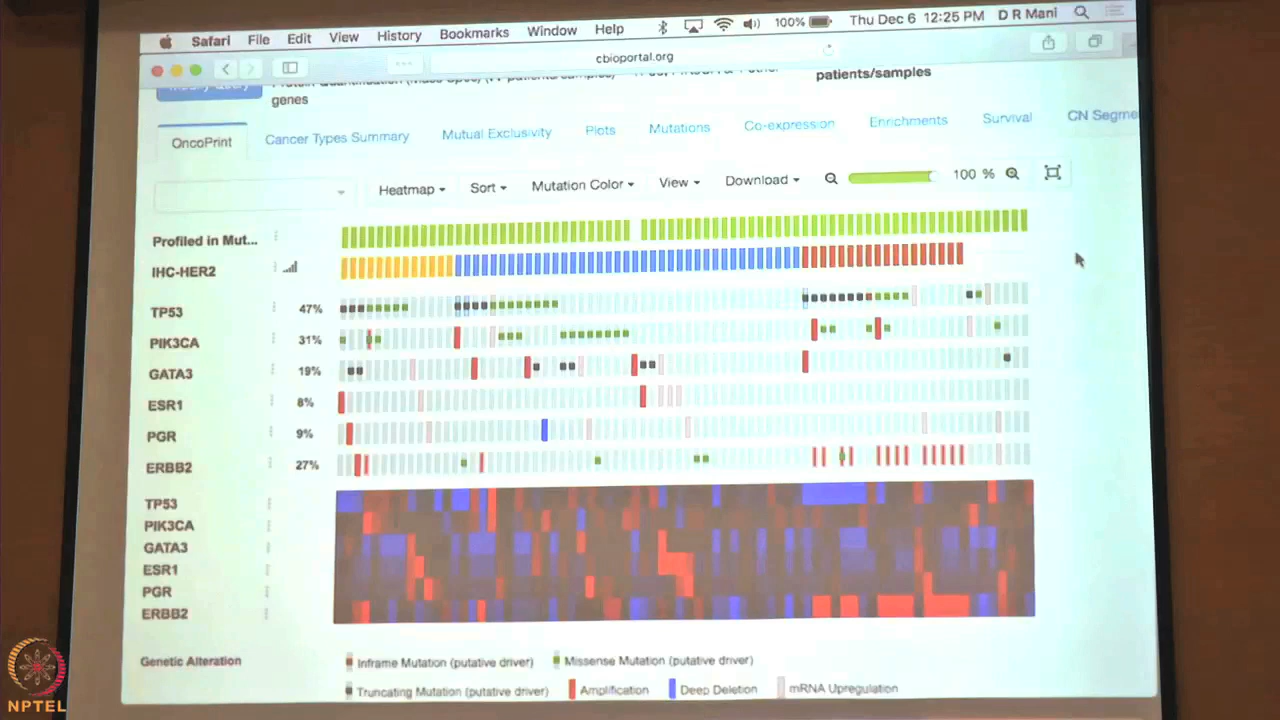 Safari File Edit View History Bookmarks Window Help 100% Thu Dec 6 12:25 PM D R Mani
cbioportal.org
patients/samples
genes
OncoPrint Cancer Types Summary Mutual Exclusivity Plots Mutations Co-expression Enrichments Survival CN Segme
Heatmap Sort Mutation Color View Download 100 %
Profiled in Mut...
IHC-HER2
TP53 47%
PIK3CA 31%
GATA3 19%
ESR1 8%
PGR 9%
ERBB2 27%
TP53
PIK3CA
GATA3
ESR1
PGR
ERBB2
Genetic Alteration Inframe Mutation (putative driver) Missense Mutation (putative driver)
Truncating Mutation (putative driver) Amplification Deep Deletion mRNA Upregulation
NPTEL